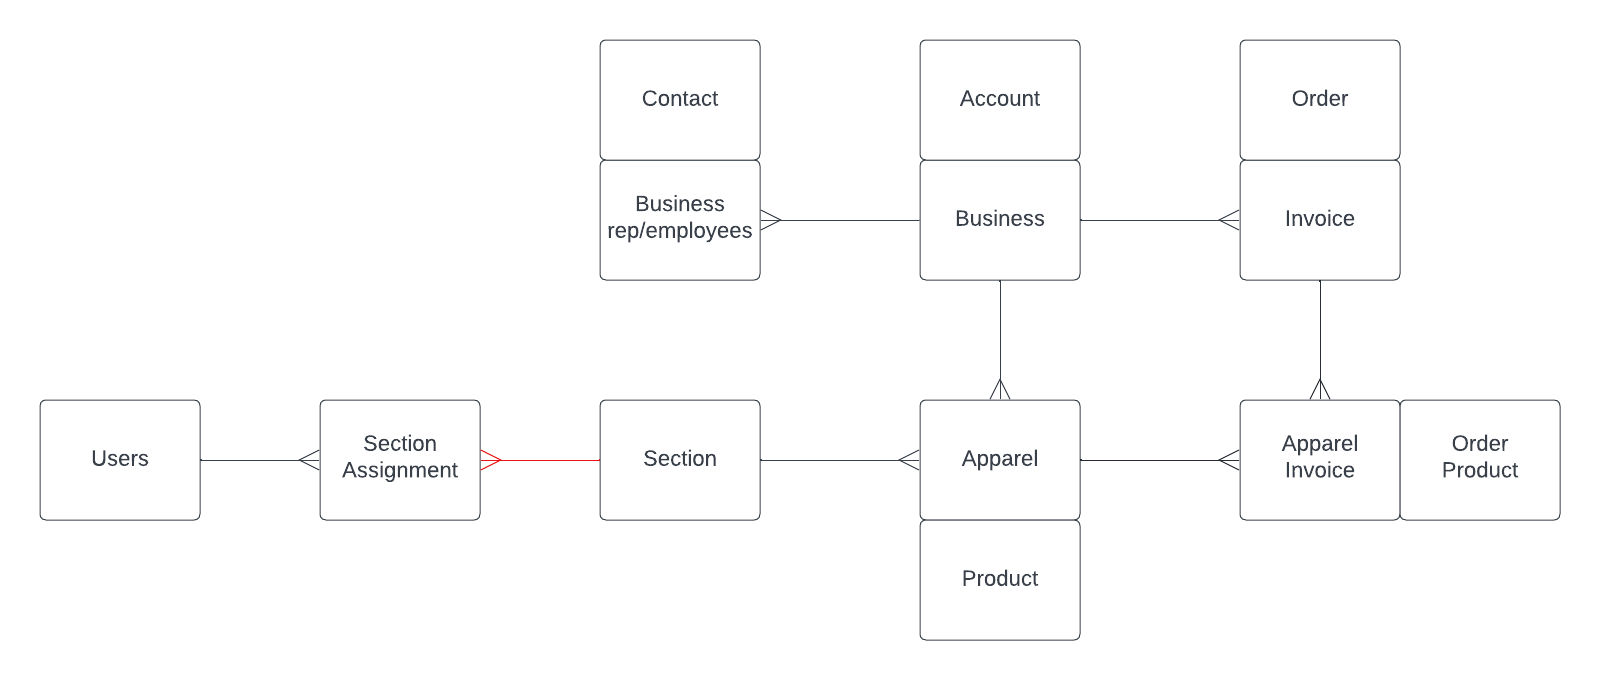 Contact
Account
Order
Business
rep/employees
Business
Invoice
Users
Section
Assignment
Section
Apparel
Apparel
Invoice
Order
Product
Product